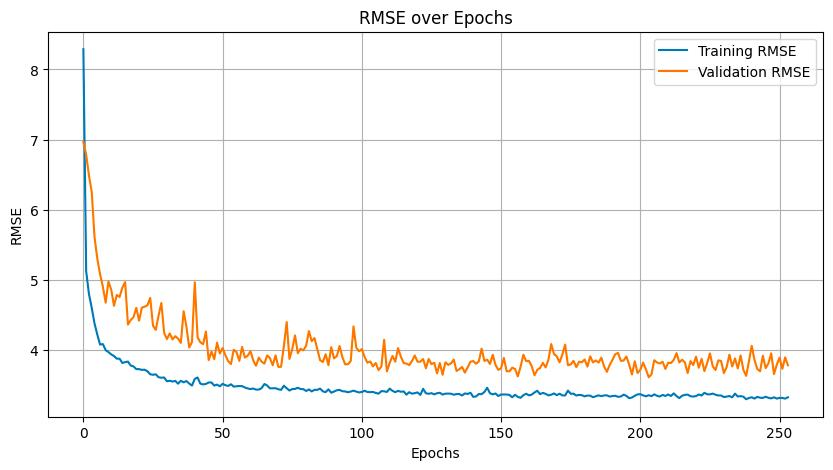 RMSE over Epochs
Training RMSE
Validation RMSE
8
7
6
5
4
RMSE
0 50 100 150 200 250
Epochs